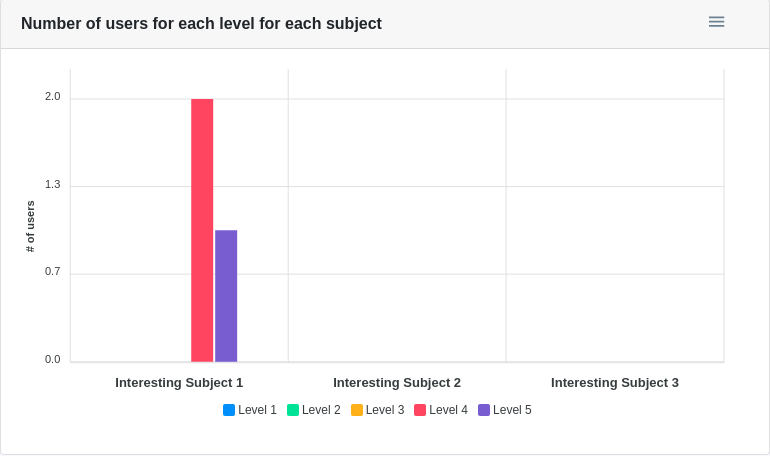 Number of users for each level for each subject
2.0
1.3
0.7
0.0
# of users
Interesting Subject 1 Interesting Subject 2 Interesting Subject 3
Level 1 Level 2 Level 3 Level 4 Level 5